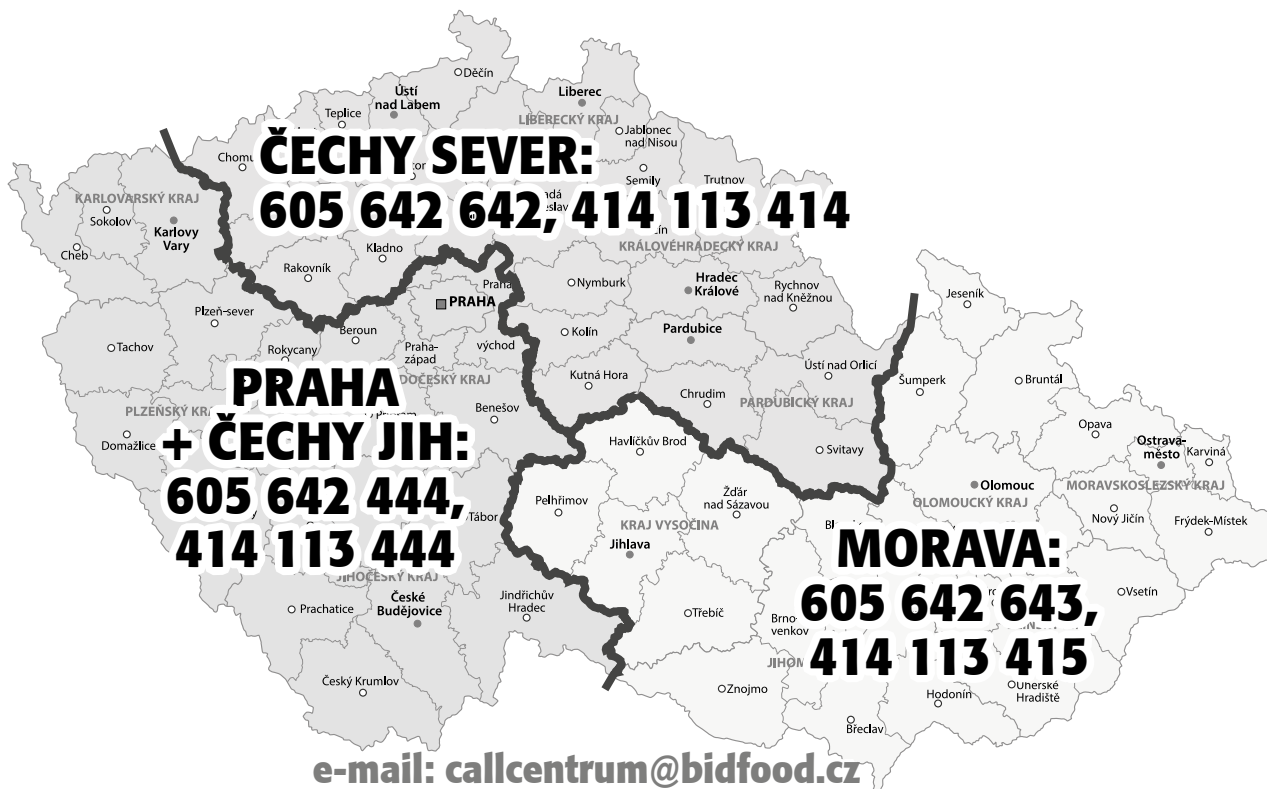 Děčín
Ústí
nad Labem
Liberec
Teplice
LIBERECKÝ KRAJ
Jablonec
nad Nisou
ČECHY SEVER:
605 642 642, 414 113 414
Semily
Trutnov
KARLOVARSKÝ KRAJ
Sokolov
Karlovy
Vary
Cheb
KRÁLOVÉHRADECKÝ KRAJ
Kladno
Rakovník
Praha
PRAHA
Nymburk
Hradec
Králové
Rychnov
nad Kněžnou
Jeseník
Plzeň-sever
Beroun
Kolín
Pardubice
Tachov
Rokycany
Praha-
západ
východ
Kutná Hora
Ústí nad Orlicí
Šumperk
Bruntál
PRAHA
+ ČECHY JIH:
605 642 444,
414 113 444
Benešov
Chrudim
PARDUBICKÝ KRAJ
Domažlice
Havlíčkův Brod
Svitavy
Opava
Ostrava-
město
Karviná
Pelhřimov
Žďár
nad Sázavou
Olomouc
OLOMOUCKÝ KRAJ
MORAVSKOSLEZSKÝ KRAJ
Tábor
KRAJ VYSOČINA
Jihlava
Nový Jičín
Frýdek-Místek
MORAVA:
605 642 643,
414 113 415
JIHOČESKÝ KRAJ
Prachatice
České
Budějovice
Jindřichův
Hradec
Třebíč
Brno-
venkov
Vsetín
Český Krumlov
Znojmo
Hodonín
Uherské
Hradiště
Břeclav
e-mail: callcentrum@bidfood.cz